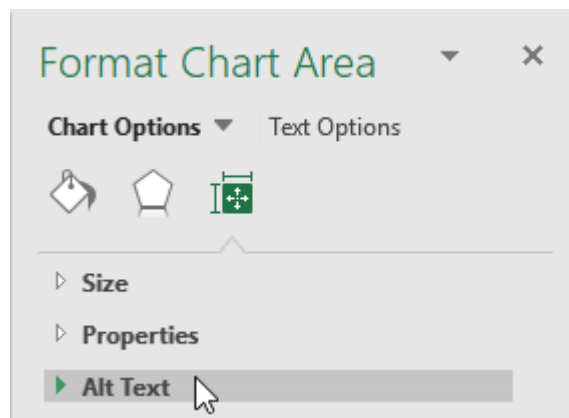 Format Chart Area
Chart Options Text Options
Size
Properties
Alt Text